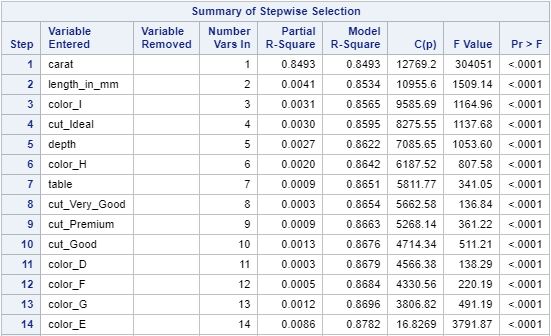 Summary of Stepwise Selection
Step Variable Entered Variable Removed Number Vars In Partial R-Square Model R-Square C(p) F Value Pr > F
1 carat 1 0.8493 0.8493 12769.2 304051 <.0001
2 length_in_mm 2 0.0041 0.8534 10955.6 1509.14 <.0001
3 color_I 3 0.0031 0.8565 9585.69 1164.96 <.0001
4 cut_Ideal 4 0.0030 0.8595 8275.55 1137.68 <.0001
5 depth 5 0.0027 0.8622 7085.65 1053.60 <.0001
6 color_H 6 0.0020 0.8642 6187.52 807.58 <.0001
7 table 7 0.0009 0.8651 5811.77 341.05 <.0001
8 cut_Very_Good 8 0.0003 0.8654 5662.58 136.84 <.0001
9 cut_Premium 9 0.0009 0.8663 5268.14 361.22 <.0001
10 cut_Good 10 0.0013 0.8676 4714.34 511.21 <.0001
11 color_D 11 0.0003 0.8679 4566.38 138.29 <.0001
12 color_F 12 0.0005 0.8684 4330.56 220.19 <.0001
13 color_G 13 0.0012 0.8696 3806.82 491.19 <.0001
14 color_E 14 0.0086 0.8782 16.8269 3791.87 <.0001